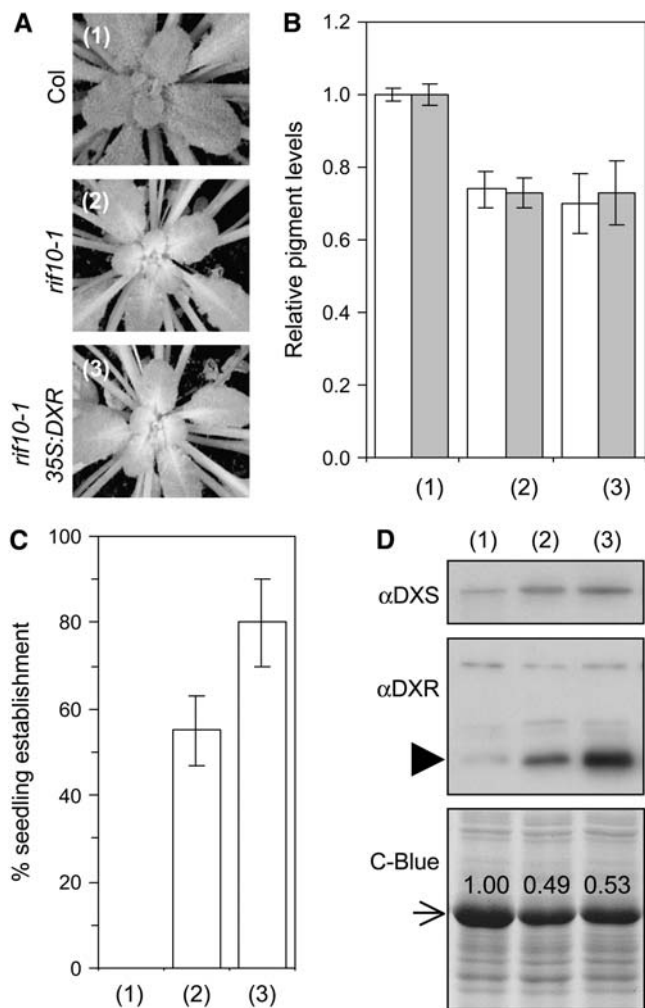 A
(1)
Col
(2)
rif10-1
(3)
rif10-1
35S:DXR
B
Relative pigment levels
1.2
1.0
0.8
0.6
0.4
0.2
0.0
(1) (2) (3)
C
% seedling establishment
100
80
60
40
20
0
(1) (2) (3)
D
(1) (2) (3)
αDXS
αDXR
C-Blue
1.00 0.49 0.53